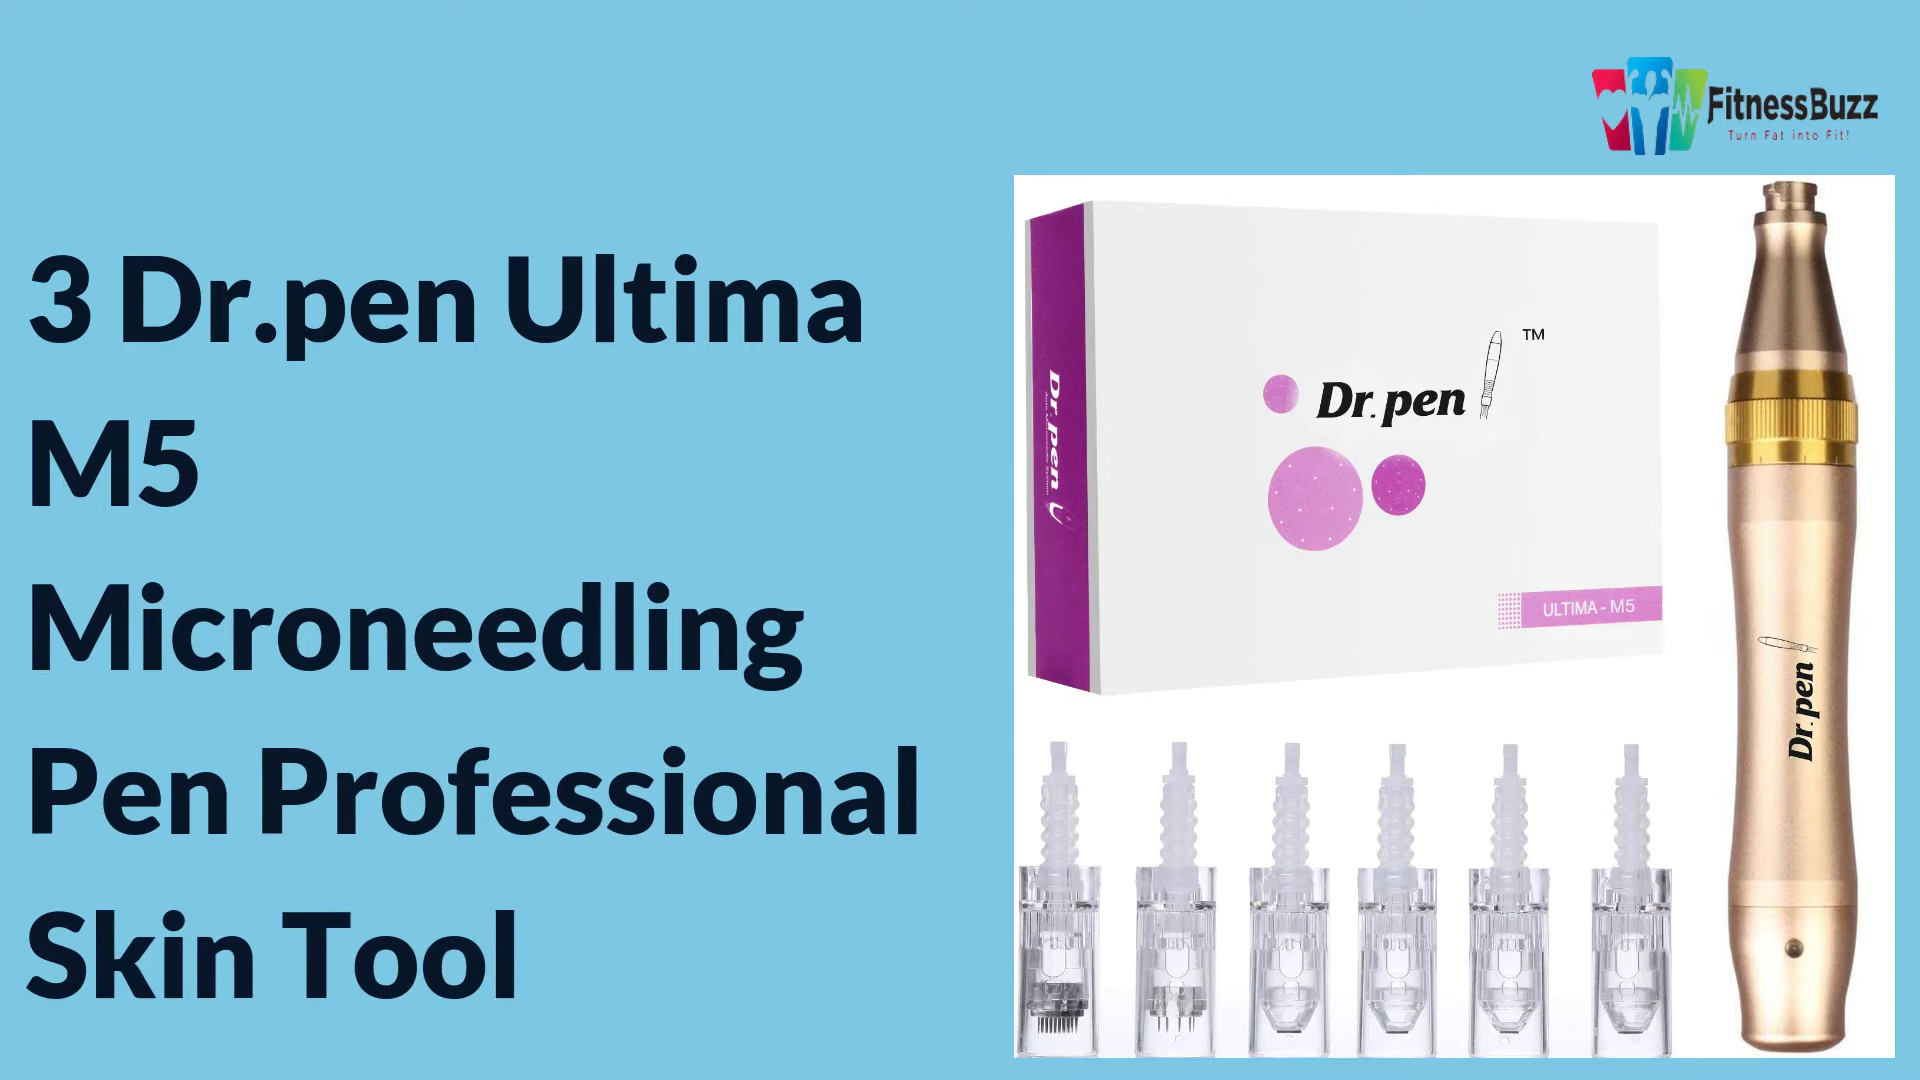 FitnessBuzz
Turn Fat into Fit!
3 Dr.pen Ultima
M5
Microneedling
Pen Professional
Skin Tool
Dr. pen
TM
ULTIMA - M5
Dr. pen
Dr. pen